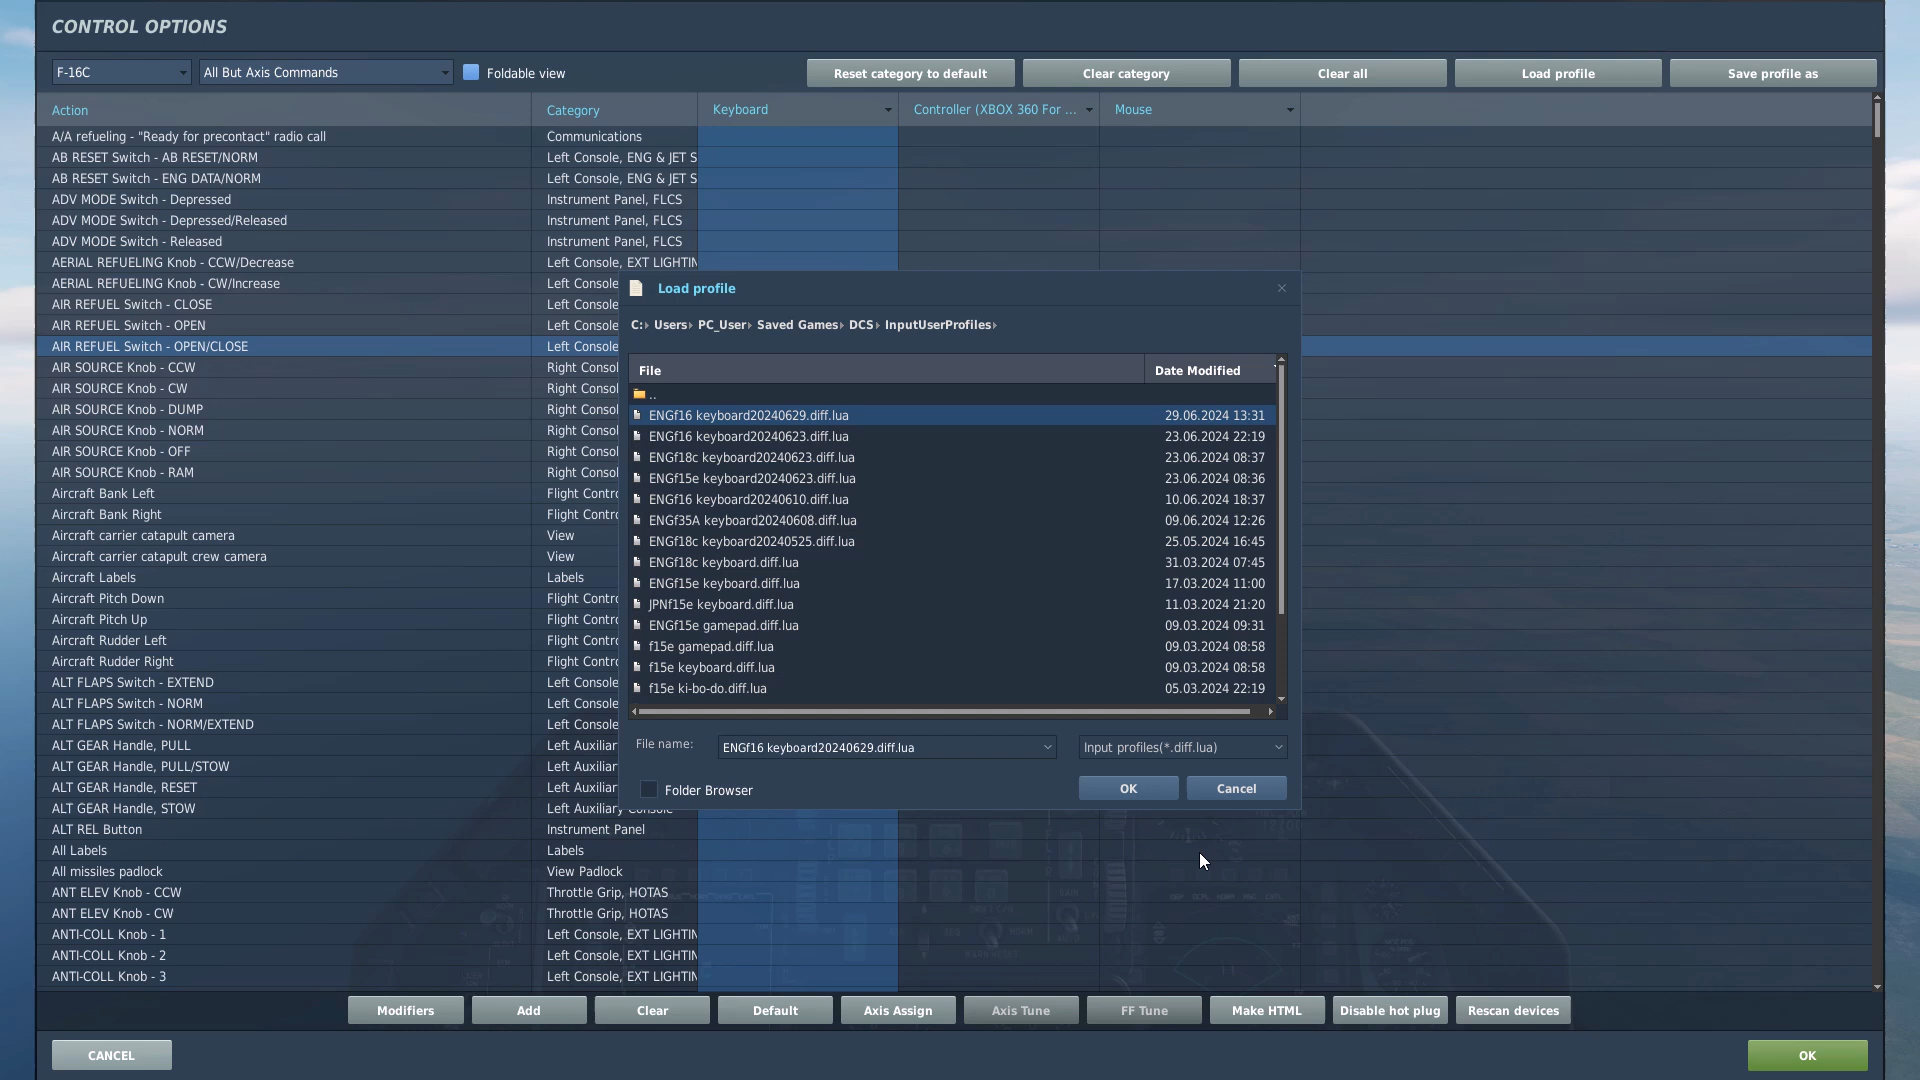 CONTROL OPTIONS
F-16C All But Axis Commands Foldable view Reset category to default Clear category Clear all Load profile Save profile as
Action Category Keyboard Controller (XBOX 360 For ... Mouse
A/A refueling - "Ready for precontact" radio call Communications
AB RESET Switch - AB RESET/NORM Left Console, ENG & JET S
AB RESET Switch - ENG DATA/NORM Left Console, ENG & JET S
ADV MODE Switch - Depressed Instrument Panel, FLCS
ADV MODE Switch - Depressed/Released Instrument Panel, FLCS
ADV MODE Switch - Released Instrument Panel, FLCS
AERIAL REFUELING Knob - CCW/Decrease Left Console, EXT LIGHTIN
AERIAL REFUELING Knob - CW/Increase Left Conso
AIR REFUEL Switch - CLOSE Left Conso
AIR REFUEL Switch - OPEN Left Conso
AIR REFUEL Switch - OPEN/CLOSE Left Console
AIR SOURCE Knob - CCW Right Conso
AIR SOURCE Knob - CW Right Conso
AIR SOURCE Knob - DUMP Right Conso
AIR SOURCE Knob - NORM Right Conso
AIR SOURCE Knob - OFF Right Conso
AIR SOURCE Knob - RAM Right Conso
Aircraft Bank Left Flight Contr
Aircraft Bank Right Flight Contr
Aircraft carrier catapult camera View
Aircraft carrier catapult crew camera View
Aircraft Labels Labels
Aircraft Pitch Down Flight Contr
Aircraft Pitch Up Flight Contr
Aircraft Rudder Left Flight Contr
Aircraft Rudder Right Flight Contr
ALT FLAPS Switch - EXTEND Left Console
ALT FLAPS Switch - NORM Left Console
ALT FLAPS Switch - NORM/EXTEND Left Console
ALT GEAR Handle, PULL Left Auxiliar
ALT GEAR Handle, PULL/STOW Left Auxiliar
ALT GEAR Handle, RESET Left Auxiliar
ALT GEAR Handle, STOW Left Auxiliary Console
ALT REL Button Instrument Panel
All Labels Labels
All missiles padlock View Padlock
ANT ELEV Knob - CCW Throttle Grip, HOTAS
ANT ELEV Knob - CW Throttle Grip, HOTAS
ANTI-COLL Knob - 1 Left Console, EXT LIGHTIN
ANTI-COLL Knob - 2 Left Console, EXT LIGHTIN
ANTI-COLL Knob - 3 Left Console, EXT LIGHTIN
Load profile
C: Users PC_User Saved Games DCS InputUserProfiles
File Date Modified
..
ENGf16 keyboard20240629.diff.lua 29.06.2024 13:31
ENGf16 keyboard20240623.diff.lua 23.06.2024 22:19
ENGf18c keyboard20240623.diff.lua 23.06.2024 08:37
ENGf15e keyboard20240623.diff.lua 23.06.2024 08:36
ENGf16 keyboard20240610.diff.lua 10.06.2024 18:37
ENGf35A keyboard20240608.diff.lua 09.06.2024 12:26
ENGf18c keyboard20240525.diff.lua 25.05.2024 16:45
ENGf18c keyboard.diff.lua 31.03.2024 07:45
ENGf15e keyboard.diff.lua 17.03.2024 11:00
JPNf15e keyboard.diff.lua 11.03.2024 21:20
ENGf15e gamepad.diff.lua 09.03.2024 09:31
f15e gamepad.diff.lua 09.03.2024 08:58
f15e keyboard.diff.lua 09.03.2024 08:58
f15e ki-bo-do.diff.lua 05.03.2024 22:19
File name: ENGf16 keyboard20240629.diff.lua Input profiles(*.diff.lua)
Folder Browser OK Cancel
Modifiers Add Clear Default Axis Assign Axis Tune FF Tune Make HTML Disable hot plug Rescan devices
CANCEL OK